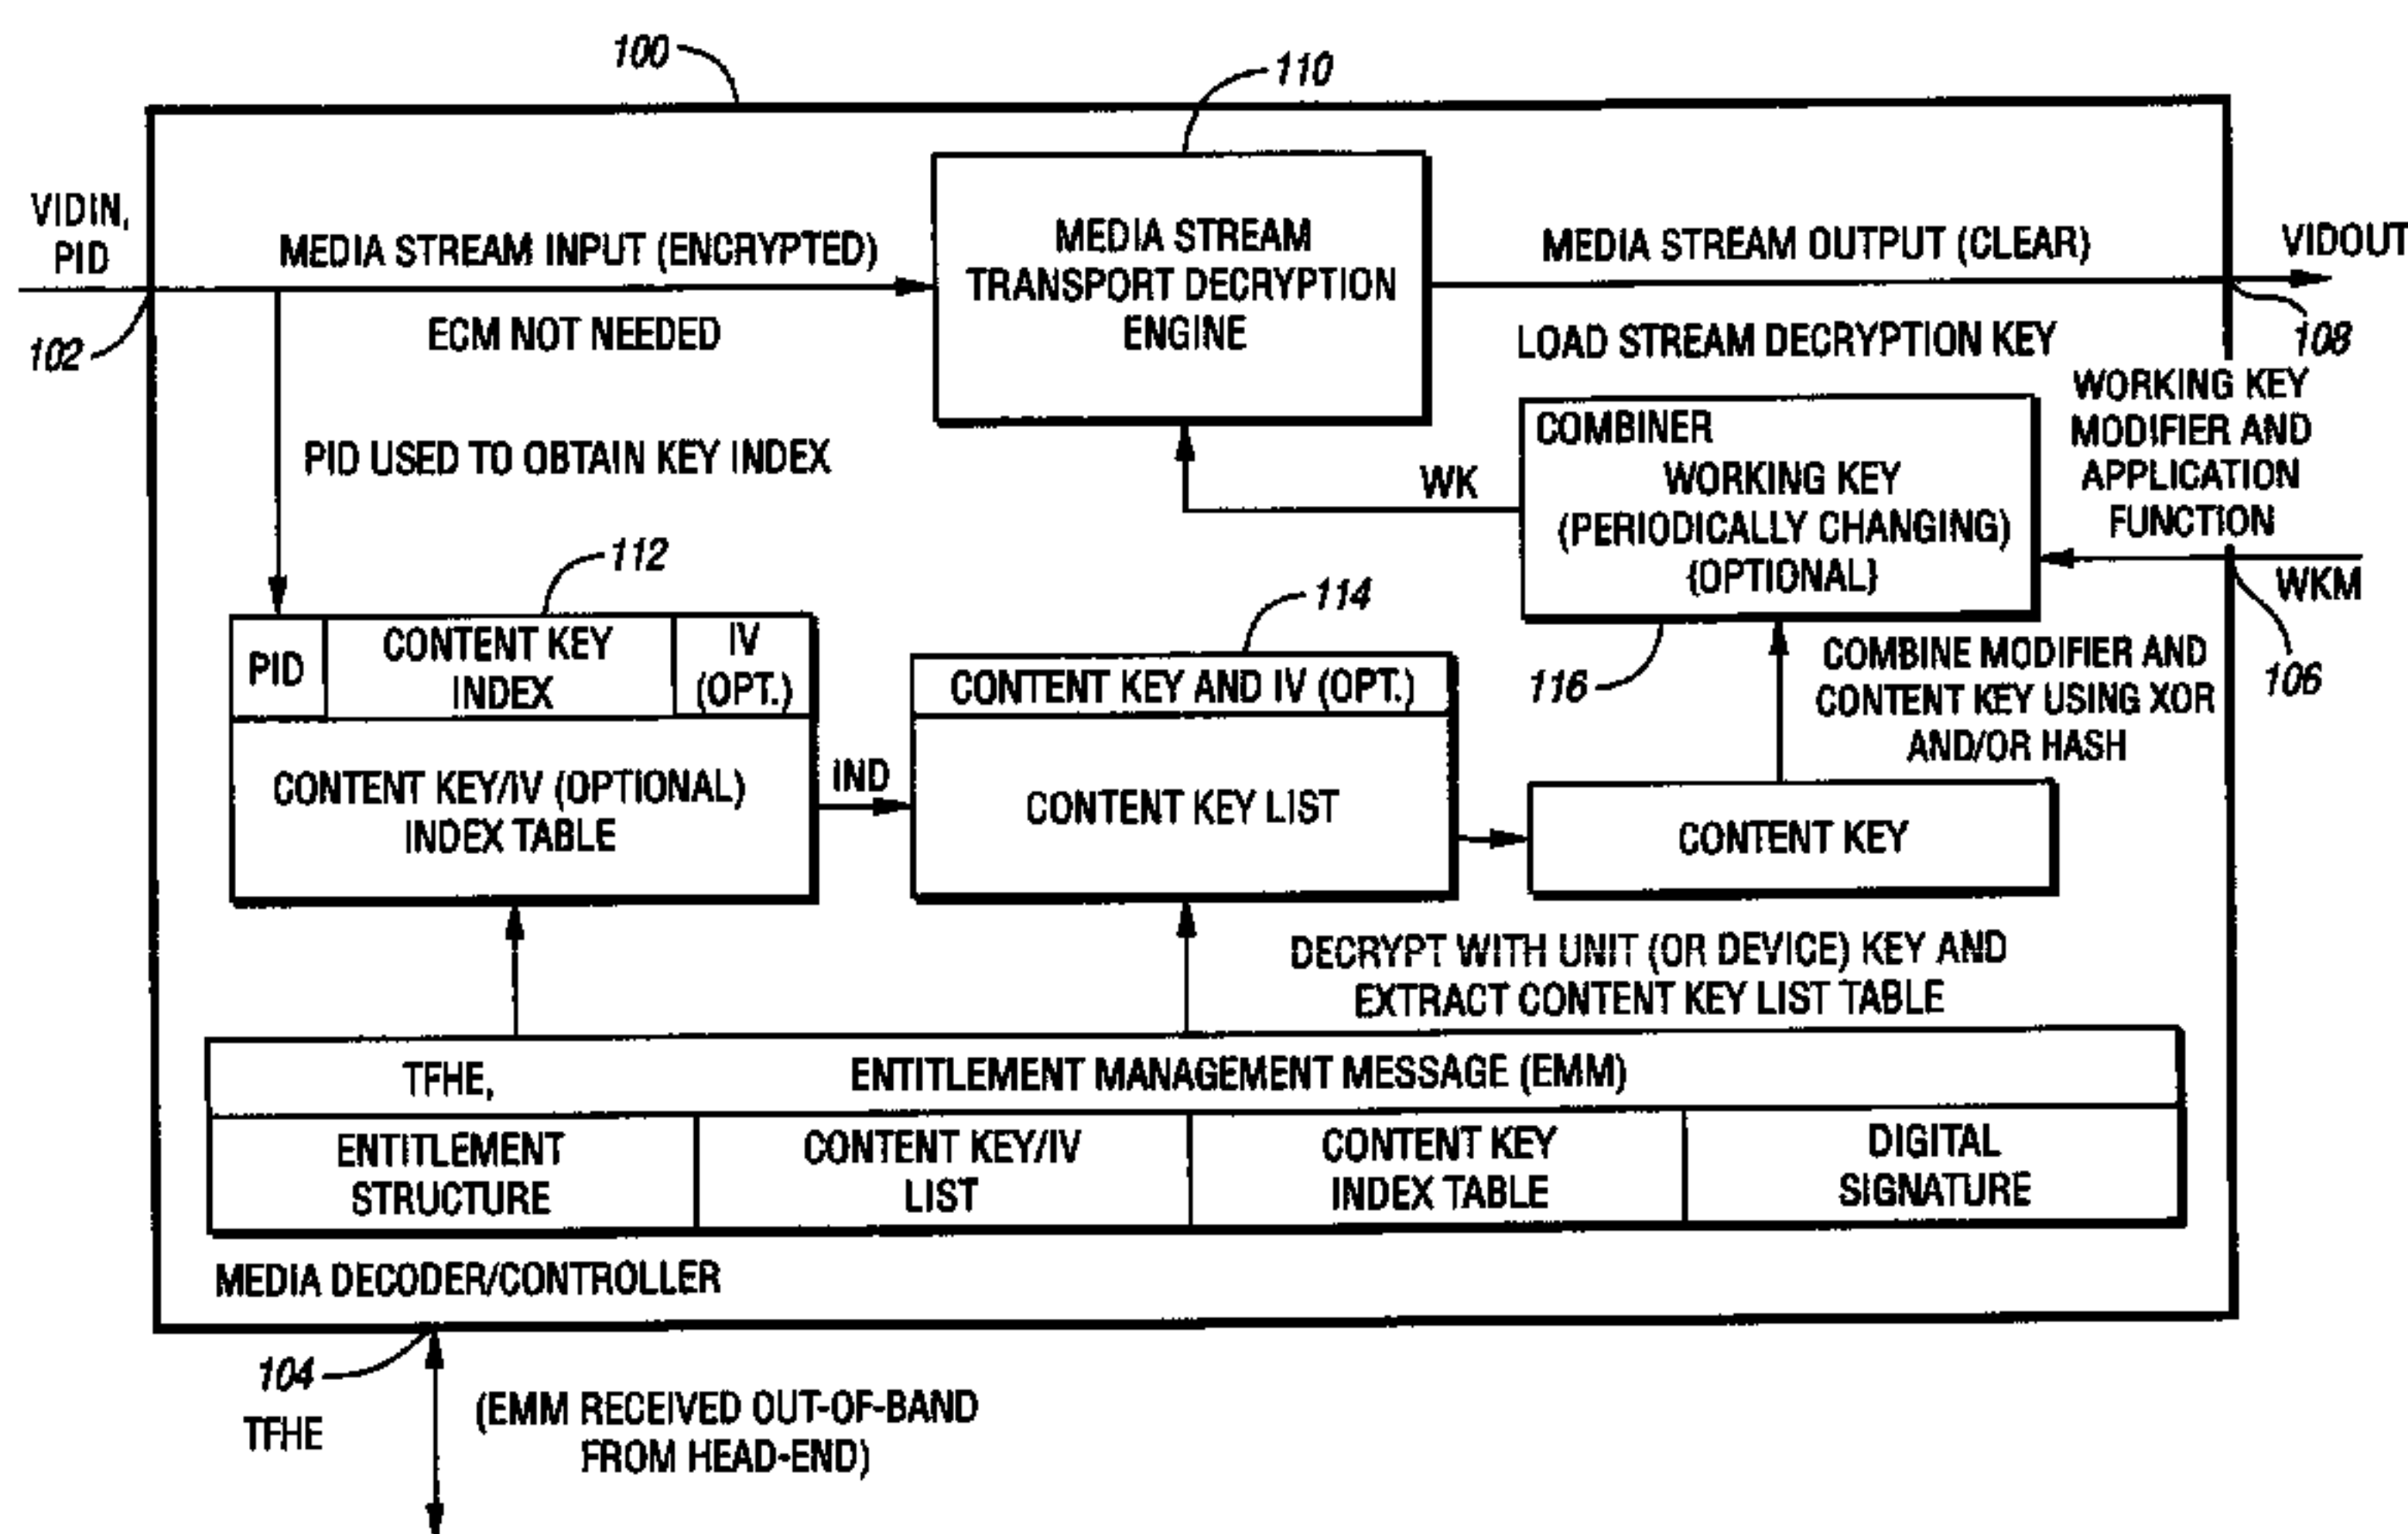 100
110
VIDIN,
PID
MEDIA STREAM INPUT (ENCRYPTED)
ECM NOT NEEDED
102
MEDIA STREAM
TRANSPORT DECRYPTION
ENGINE
MEDIA STREAM OUTPUT (CLEAR)
VIDOUT
108
LOAD STREAM DECRYPTION KEY
WORKING KEY
MODIFIER AND
APPLICATION
FUNCTION
WKM
106
PID USED TO OBTAIN KEY INDEX
WK
COMBINER
WORKING KEY
(PERIODICALLY CHANGING)
(OPTIONAL)
116
COMBINE MODIFIER AND
CONTENT KEY USING XOR
AND/OR HASH
112
PID
CONTENT KEY
INDEX
IV
(OPT.)
CONTENT KEY/IV (OPTIONAL)
INDEX TABLE
IND
114
CONTENT KEY AND IV (OPT.)
CONTENT KEY LIST
CONTENT KEY
DECRYPT WITH UNIT (OR DEVICE) KEY AND
EXTRACT CONTENT KEY LIST TABLE
TFHE,
ENTITLEMENT MANAGEMENT MESSAGE (EMM)
ENTITLEMENT
STRUCTURE
CONTENT KEY/IV
LIST
CONTENT KEY
INDEX TABLE
DIGITAL
SIGNATURE
MEDIA DECODER/CONTROLLER
104
TFHE
(EMM RECEIVED OUT-OF-BAND
FROM HEAD-END)